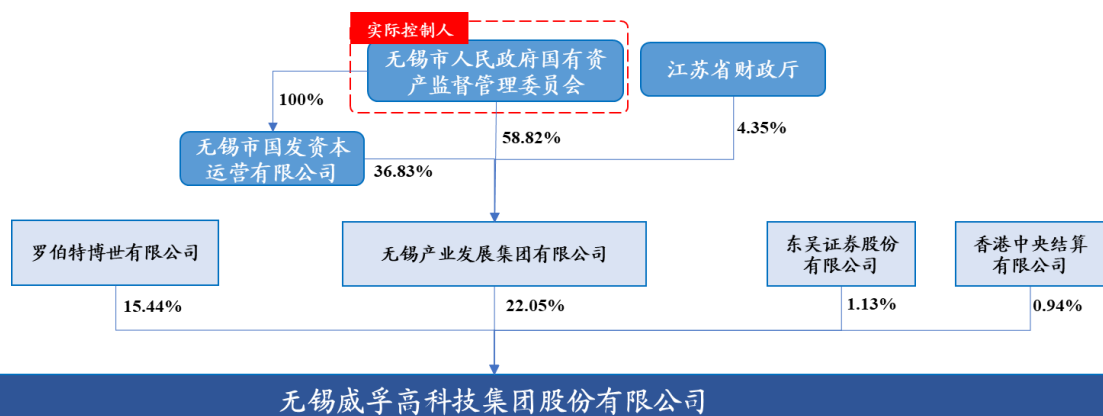 实际控制人
无锡市人民政府国有资
产监督管理委员会
江苏省财政厅
100%
58.82%
4.35%
无锡市国发资本
运营有限公司
36.83%
罗伯特博世有限公司
无锡产业发展集团有限公司
东吴证券股份
有限公司
香港中央结算
有限公司
15.44%
22.05%
1.13%
0.94%
无锡威孚高科技集团股份有限公司